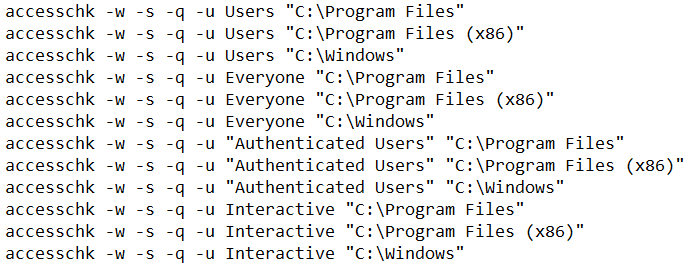 accesschk -w -s -q -u Users "C:\Program Files"
accesschk -w -s -q -u Users "C:\Program Files (x86)"
accesschk -w -s -q -u Users "C:\Windows"
accesschk -w -s -q -u Everyone "C:\Program Files"
accesschk -w -s -q -u Everyone "C:\Program Files (x86)"
accesschk -w -s -q -u Everyone "C:\Windows"
accesschk -w -s -q -u "Authenticated Users" "C:\Program Files"
accesschk -w -s -q -u "Authenticated Users" "C:\Program Files (x86)"
accesschk -w -s -q -u "Authenticated Users" "C:\Windows"
accesschk -w -s -q -u Interactive "C:\Program Files"
accesschk -w -s -q -u Interactive "C:\Program Files (x86)"
accesschk -w -s -q -u Interactive "C:\Windows"